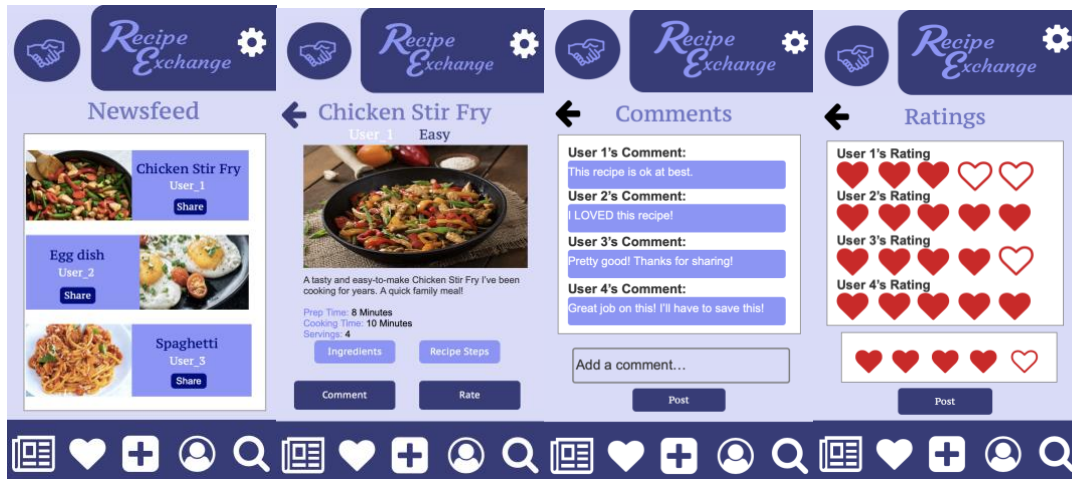 Recipe
Exchange
Newsfeed
Chicken Stir Fry
User_1
Share
Egg dish
User_2
Share
Spaghetti
User_3
Share
Recipe
Exchange
Chicken Stir Fry
User_1 Easy
A tasty and easy-to-make Chicken Stir Fry I've been
cooking for years. A quick family meal!
Prep Time: 8 Minutes
Cooking Time: 10 Minutes
Servings: 4
Ingredients Recipe Steps
Comment Rate
Recipe
Exchange
Comments
User 1's Comment:
This recipe is ok at best.
User 2's Comment:
I LOVED this recipe!
User 3's Comment:
Pretty good! Thanks for sharing!
User 4's Comment:
Great job on this! I'll have to save this!
Add a comment...
Post
Recipe
Exchange
Ratings
User 1's Rating
User 2's Rating
User 3's Rating
User 4's Rating
Post